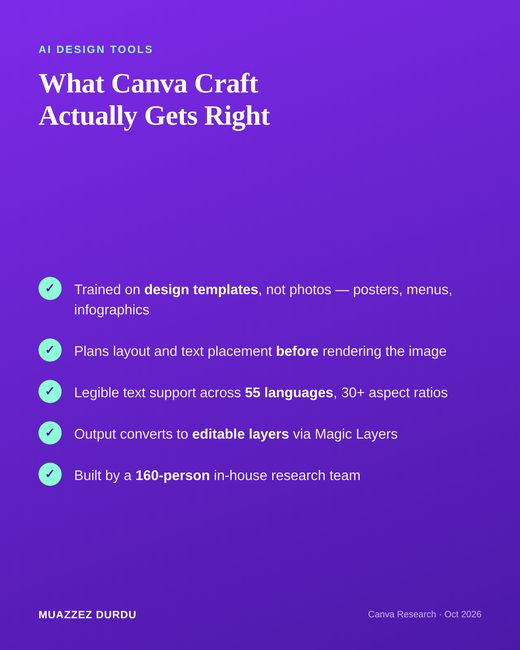 AI DESIGN TOOLS
What Canva Craft
Actually Gets Right
✓ Trained on design templates, not photos — posters, menus,
infographics
✓ Plans layout and text placement before rendering the image
✓ Legible text support across 55 languages, 30+ aspect ratios
✓ Output converts to editable layers via Magic Layers
✓ Built by a 160-person in-house research team
MUAZZEZ DURDU
Canva Research · Oct 2026